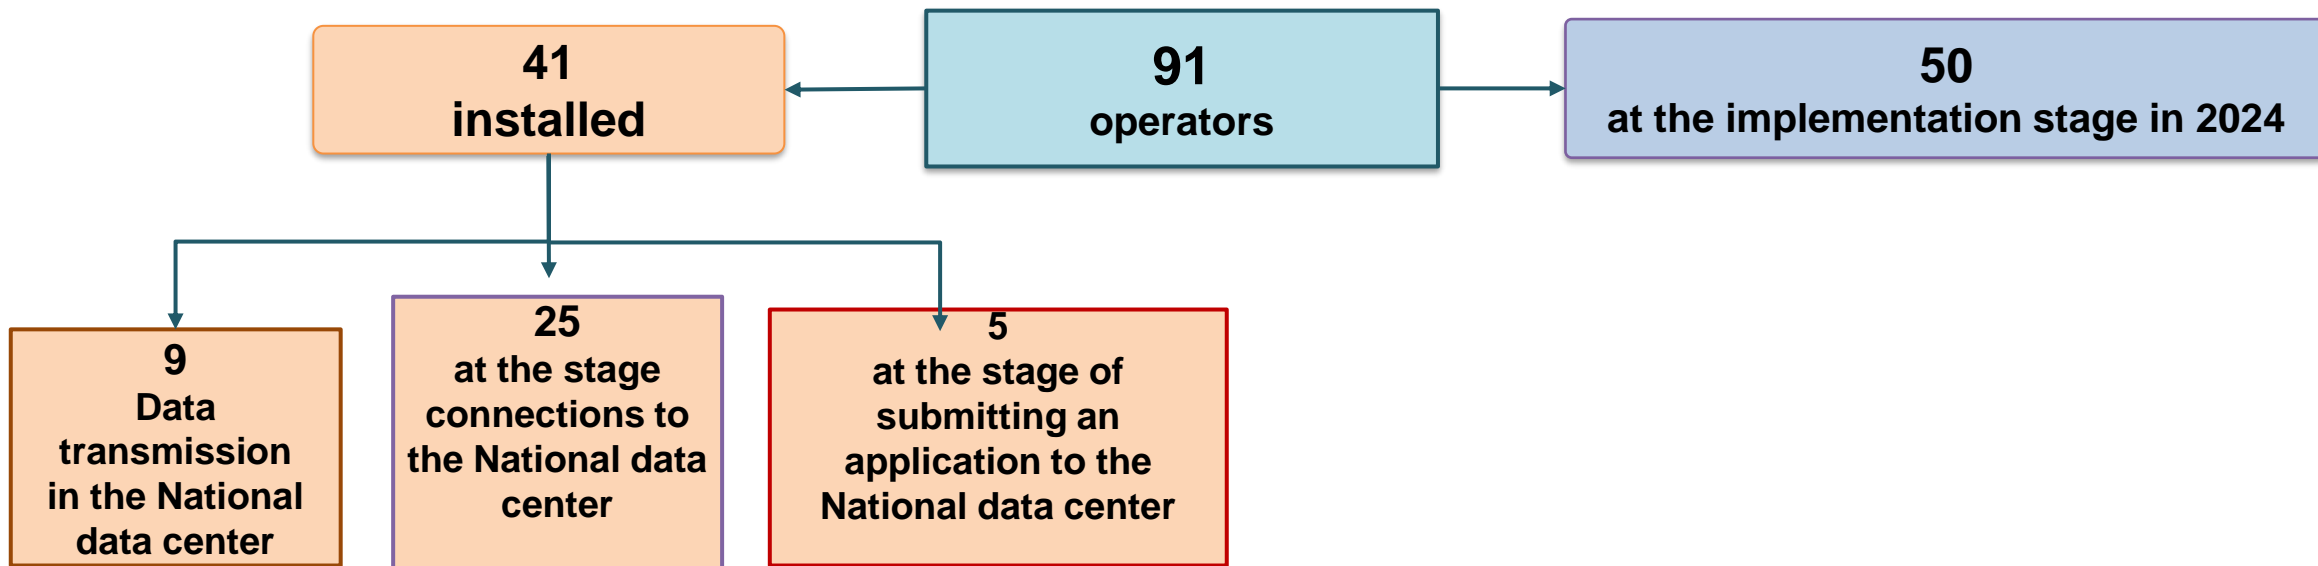 41
installed
91
operators
50
at the implementation stage in 2024
9
Data
transmission
in the National
data center
25
at the stage
connections to
the National data
center
5
at the stage of
submitting an
application to the
National data center